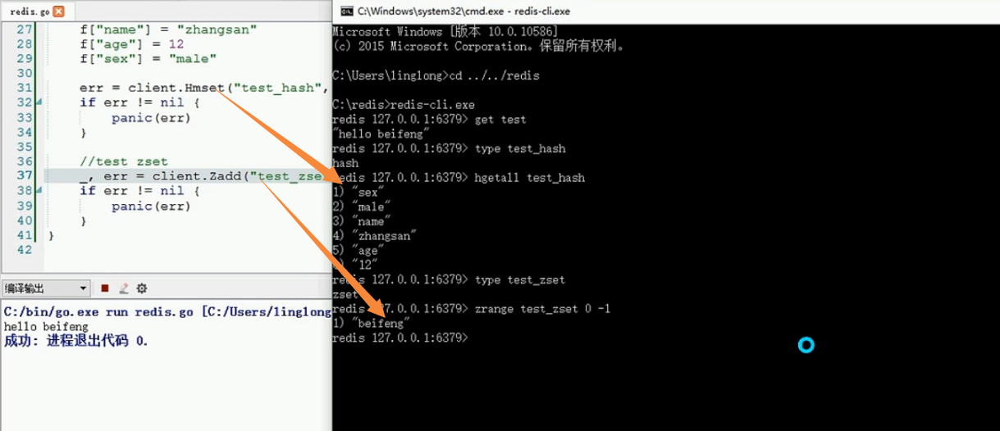 redis.go
27 f["name"] = "zhangsan"
28 f["age"] = 12
29 f["sex"] = "male"
30
31 err = client.Hmset("test_hash",
32 if err != nil {
33 panic(err)
34 }
35
36 //test zset
37 _, err = client.Zadd("test_zse
38 if err != nil {
39 panic(err)
40 }
41 }
42
编译输出
C:/bin/go.exe run redis.go [C:/Users/linglong
hello beifeng
成功: 进程退出代码 0.
C:\Windows\system32\cmd.exe - redis-cli.exe
Microsoft Windows [版本 10.0.10586]
(c) 2015 Microsoft Corporation。保留所有权利。
C:\Users\linglong>cd ../../redis
C:\redis>redis-cli.exe
redis 127.0.0.1:6379> get test
"hello beifeng"
redis 127.0.0.1:6379> type test_hash
hash
redis 127.0.0.1:6379> hgetall test_hash
1) "sex"
2) "male"
3) "name"
4) "zhangsan"
5) "age"
) "12"
redis 127.0.0.1:6379> type test_zset
zset
redis 127.0.0.1:6379> zrange test_zset 0 -1
1) "beifeng"
redis 127.0.0.1:6379>